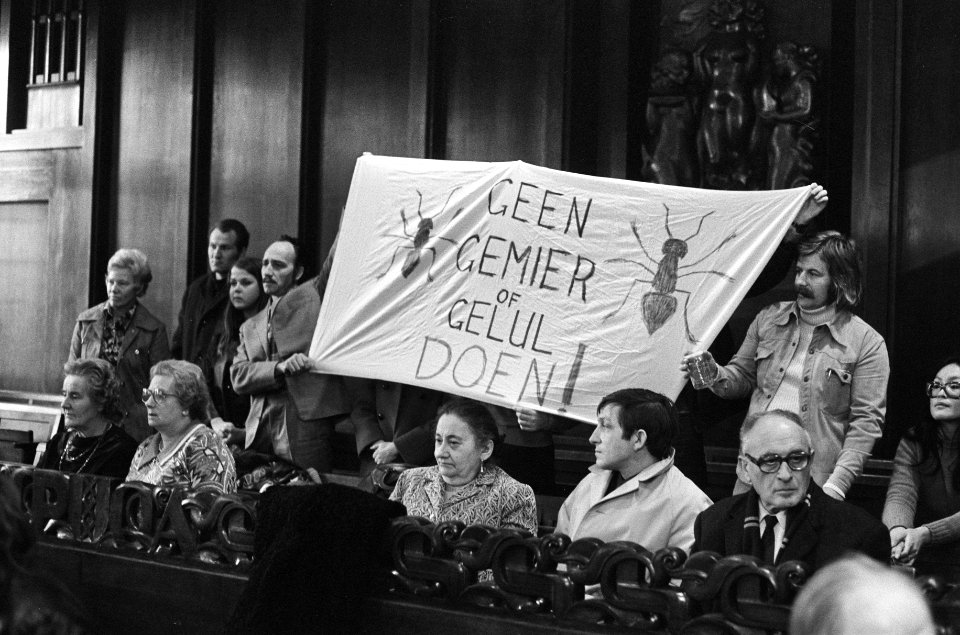 GEEN
GEMIER
OF
GELUL
DOEN!